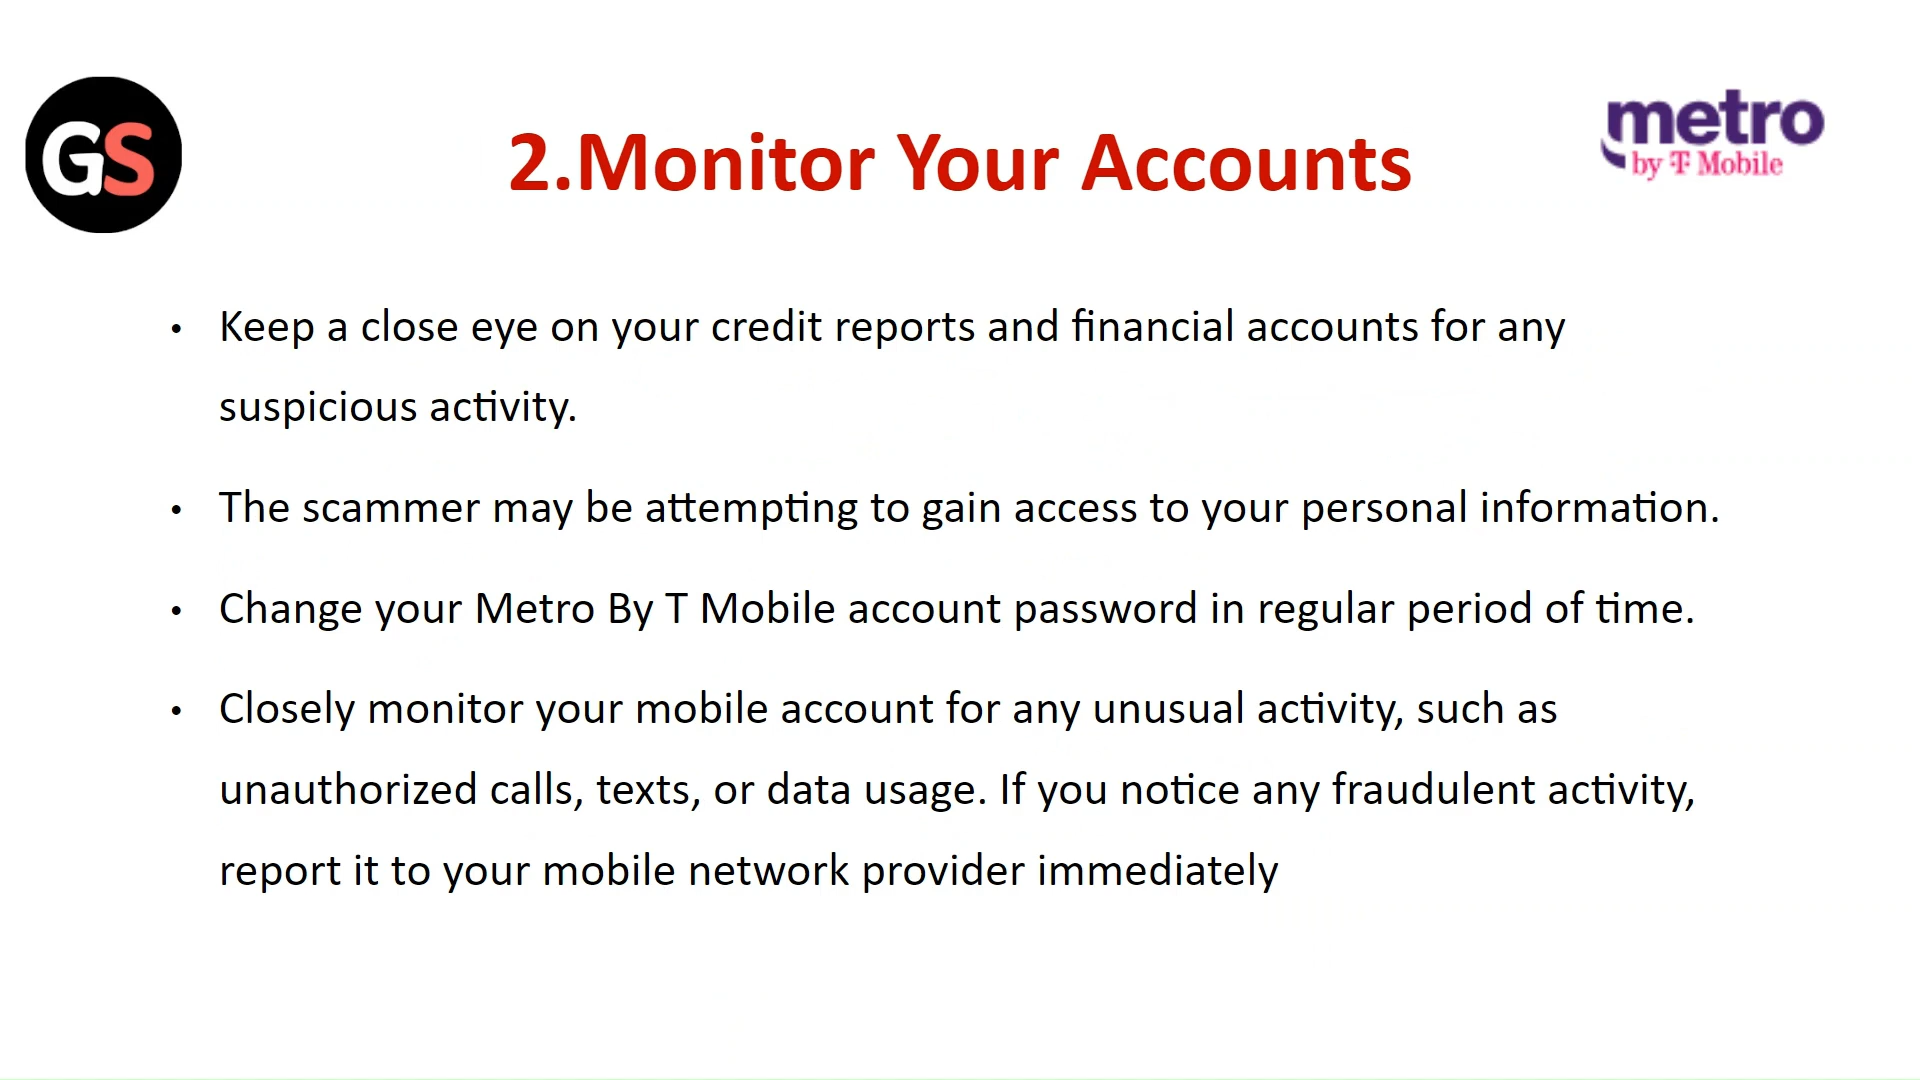 GS
2.Monitor Your Accounts
metro
by T Mobile
• Keep a close eye on your credit reports and financial accounts for any
suspicious activity.
• The scammer may be attempting to gain access to your personal information.
• Change your Metro By T Mobile account password in regular period of time.
• Closely monitor your mobile account for any unusual activity, such as
unauthorized calls, texts, or data usage. If you notice any fraudulent activity,
report it to your mobile network provider immediately